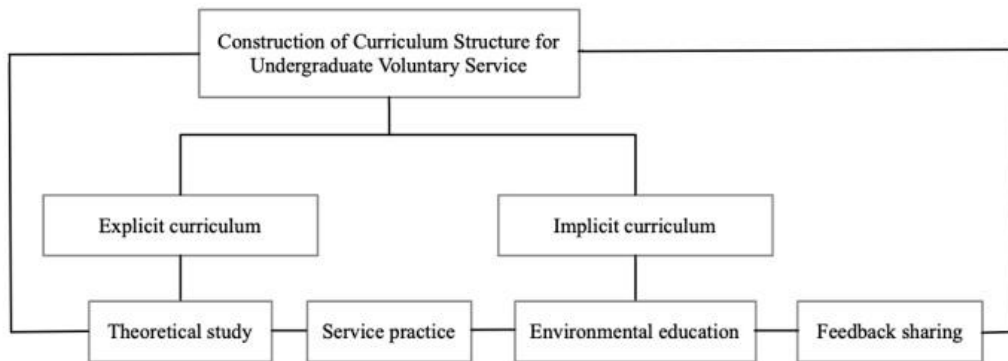 Construction of Curriculum Structure for
Undergraduate Voluntary Service
Explicit curriculum
Implicit curriculum
Theoretical study
Service practice
Environmental education
Feedback sharing